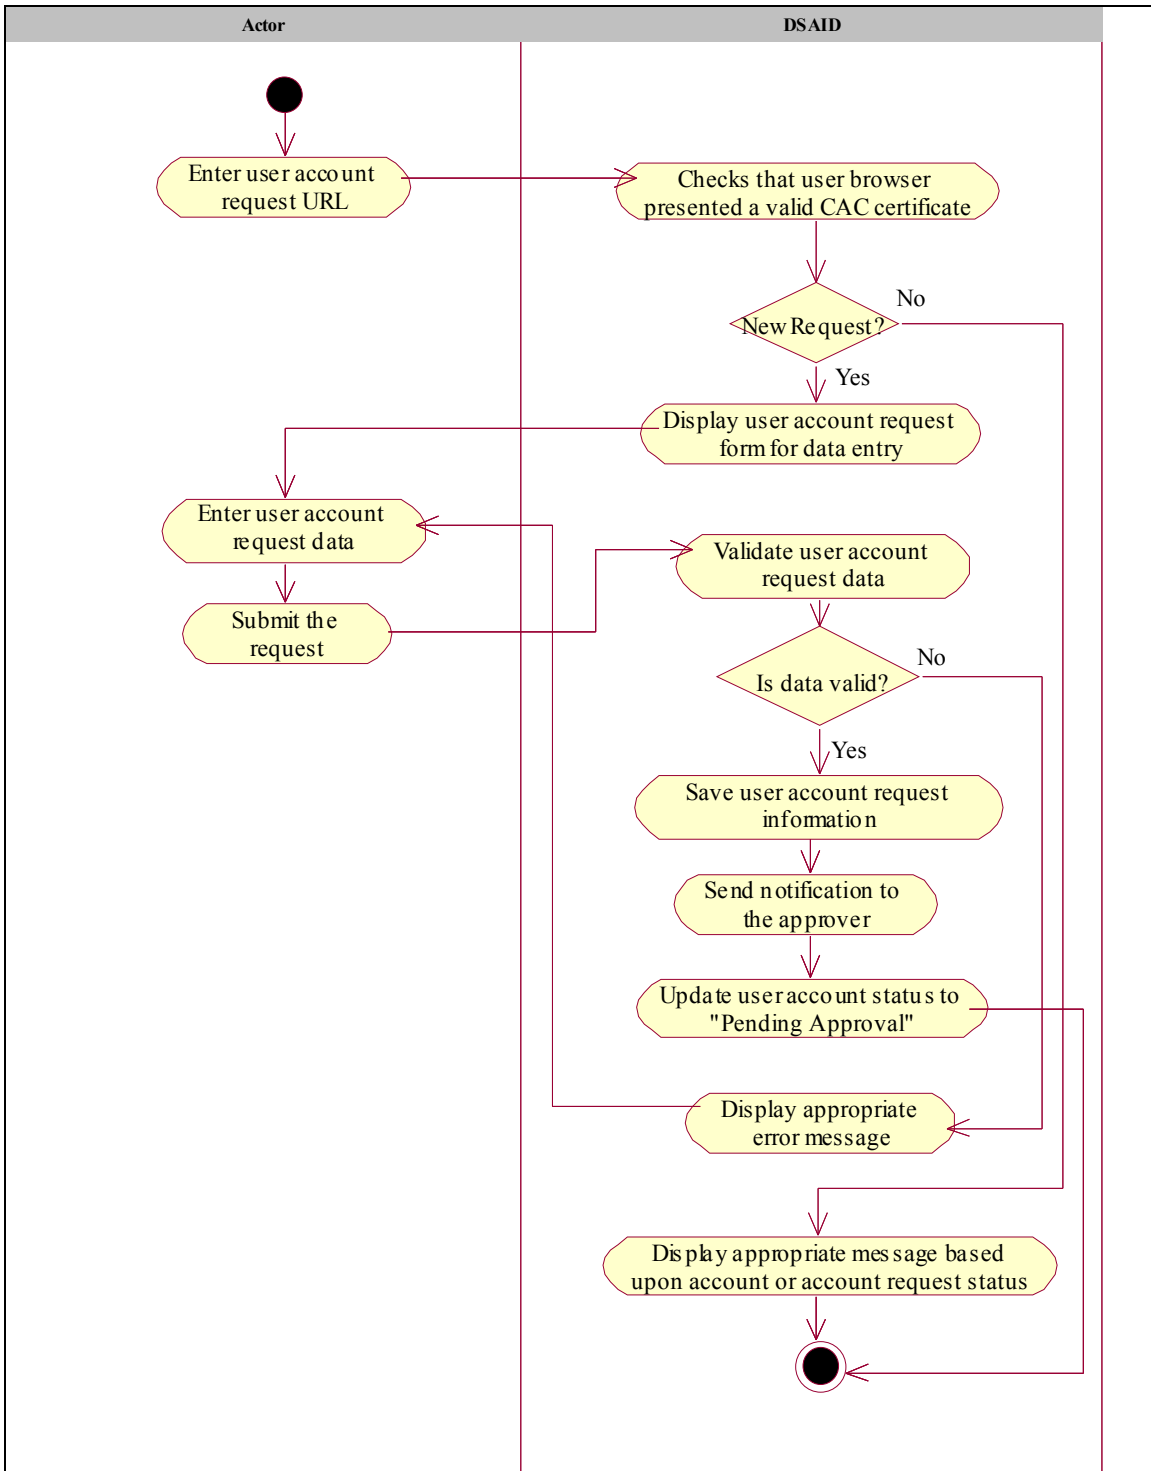 Actor
DSAID
Enter user account
request URL
Checks that user browser
presented a valid CAC certificate
No
New Request?
Yes
Display user account request
form for data entry
Enter user account
request data
Validate user account
request data
Submit the
request
No
Is data valid?
Yes
Save user account request
information
Send notification to
the approver
Update user account status to
"Pending Approval"
Display appropriate
error message
Display appropriate message based
upon account or account request status